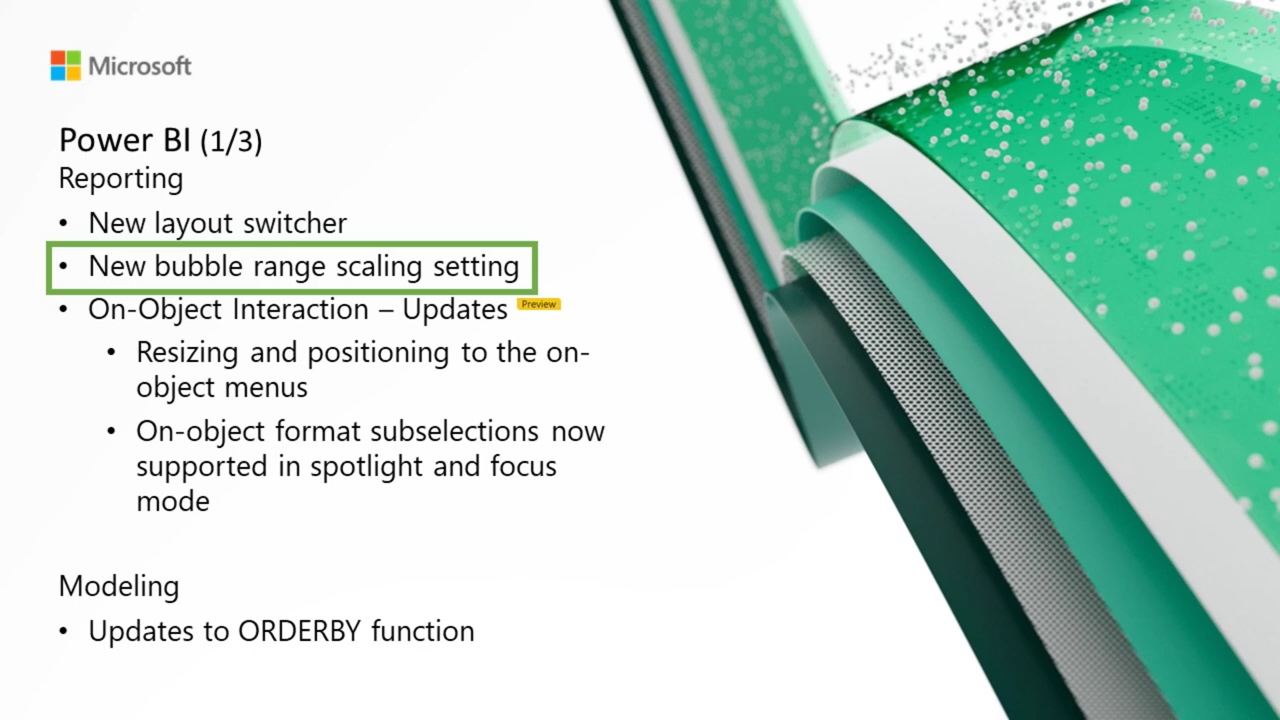 Microsoft
Power BI (1/3)
Reporting
• New layout switcher
• New bubble range scaling setting
• On-Object Interaction – Updates Preview
• Resizing and positioning to the on-
object menus
• On-object format subselections now
supported in spotlight and focus
mode
Modeling
• Updates to ORDERBY function